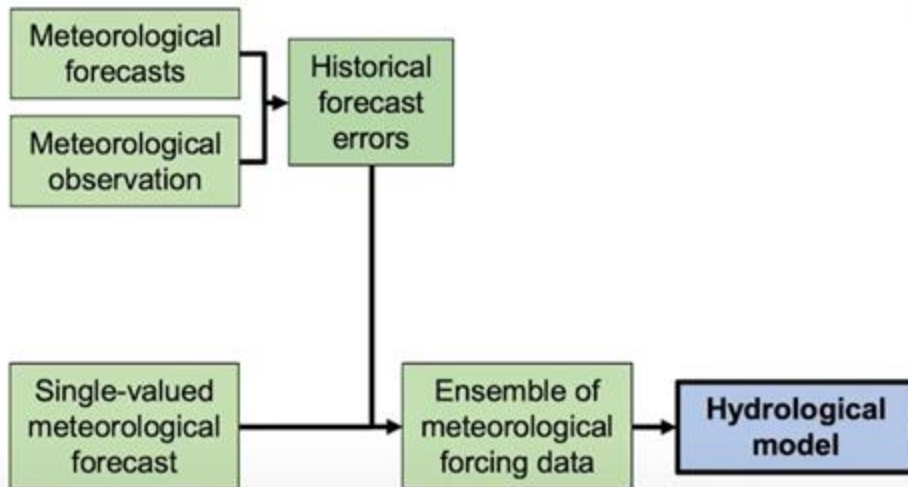 Meteorological
forecasts
Historical
forecast
errors
Meteorological
observation
Single-valued
meteorological
forecast
Ensemble of
meteorological
forcing data
Hydrological
model